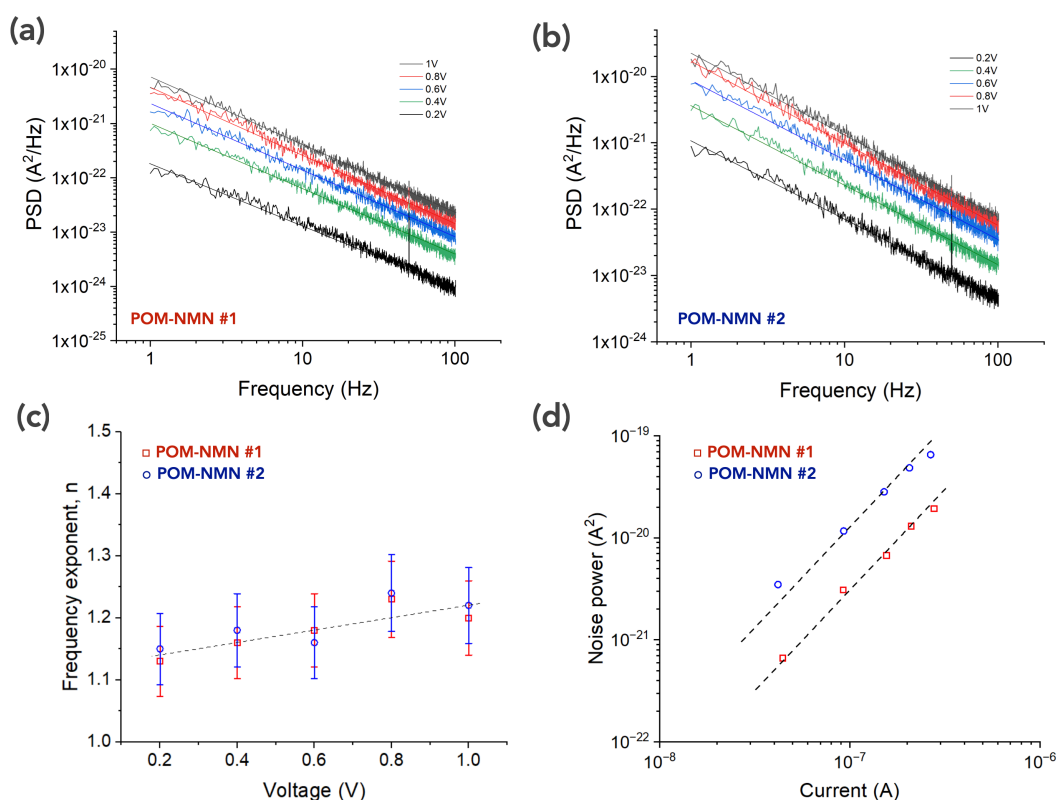 (a)
1V
0.8V
0.6V
0.4V
0.2V
1x10⁻²⁰
1x10⁻²¹
1x10⁻²²
1x10⁻²³
1x10⁻²⁴
1x10⁻²⁵
PSD (A²/Hz)
POM-NMN #1
1 10 100
Frequency (Hz)
(b)
0.2V
0.4V
0.6V
0.8V
1V
1x10⁻²⁰
1x10⁻²¹
1x10⁻²²
1x10⁻²³
1x10⁻²⁴
PSD (A²/Hz)
POM-NMN #2
1 10 100
Frequency (Hz)
(c)
POM-NMN #1
POM-NMN #2
1.5
1.4
1.3
1.2
1.1
1.0
Frequency exponent, n
0.2 0.4 0.6 0.8 1.0
Voltage (V)
(d)
POM-NMN #1
POM-NMN #2
10⁻¹⁹
10⁻²⁰
10⁻²¹
10⁻²²
Noise power (A²)
10⁻⁸ 10⁻⁷ 10⁻⁶
Current (A)